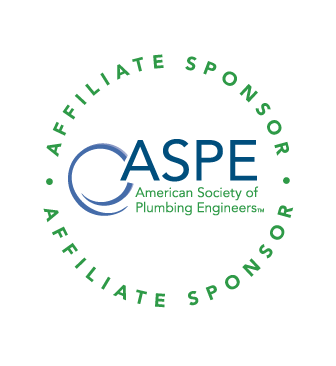 • AFFILIATE SPONSOR •
ASPE
American Society of
Plumbing Engineers™
AFFILIATE SPONSOR